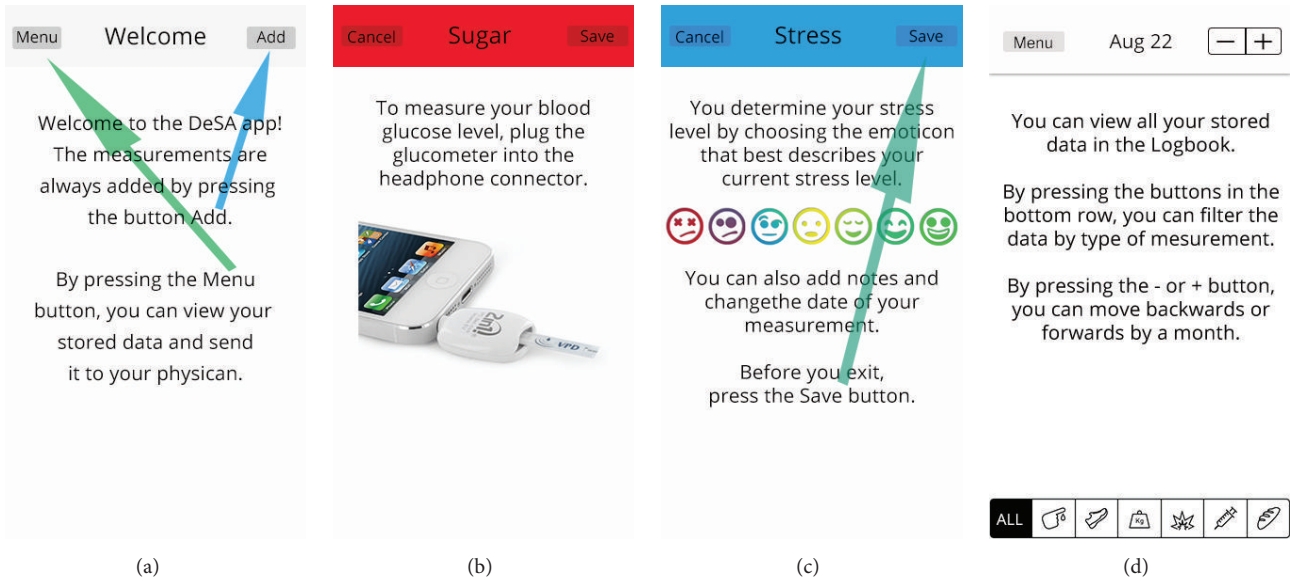 Menu Welcome Add
Welcome to the DeSA app!
The measurements are
always added by pressing
the button Add.
By pressing the Menu
button, you can view your
stored data and send
it to your physican.
(a)
Cancel Sugar Save
To measure your blood
glucose level, plug the
glucometer into the
headphone connector.
2in1
VPD
(b)
Cancel Stress Save
You determine your stress
level by choosing the emoticon
that best describes your
current stress level.
You can also add notes and
changethe date of your
measurement.
Before you exit,
press the Save button.
(c)
Menu Aug 22 − +
You can view all your stored
data in the Logbook.
By pressing the buttons in the
bottom row, you can filter the
data by type of mesurement.
By pressing the - or + button,
you can move backwards or
forwards by a month.
ALL Kg
(d)